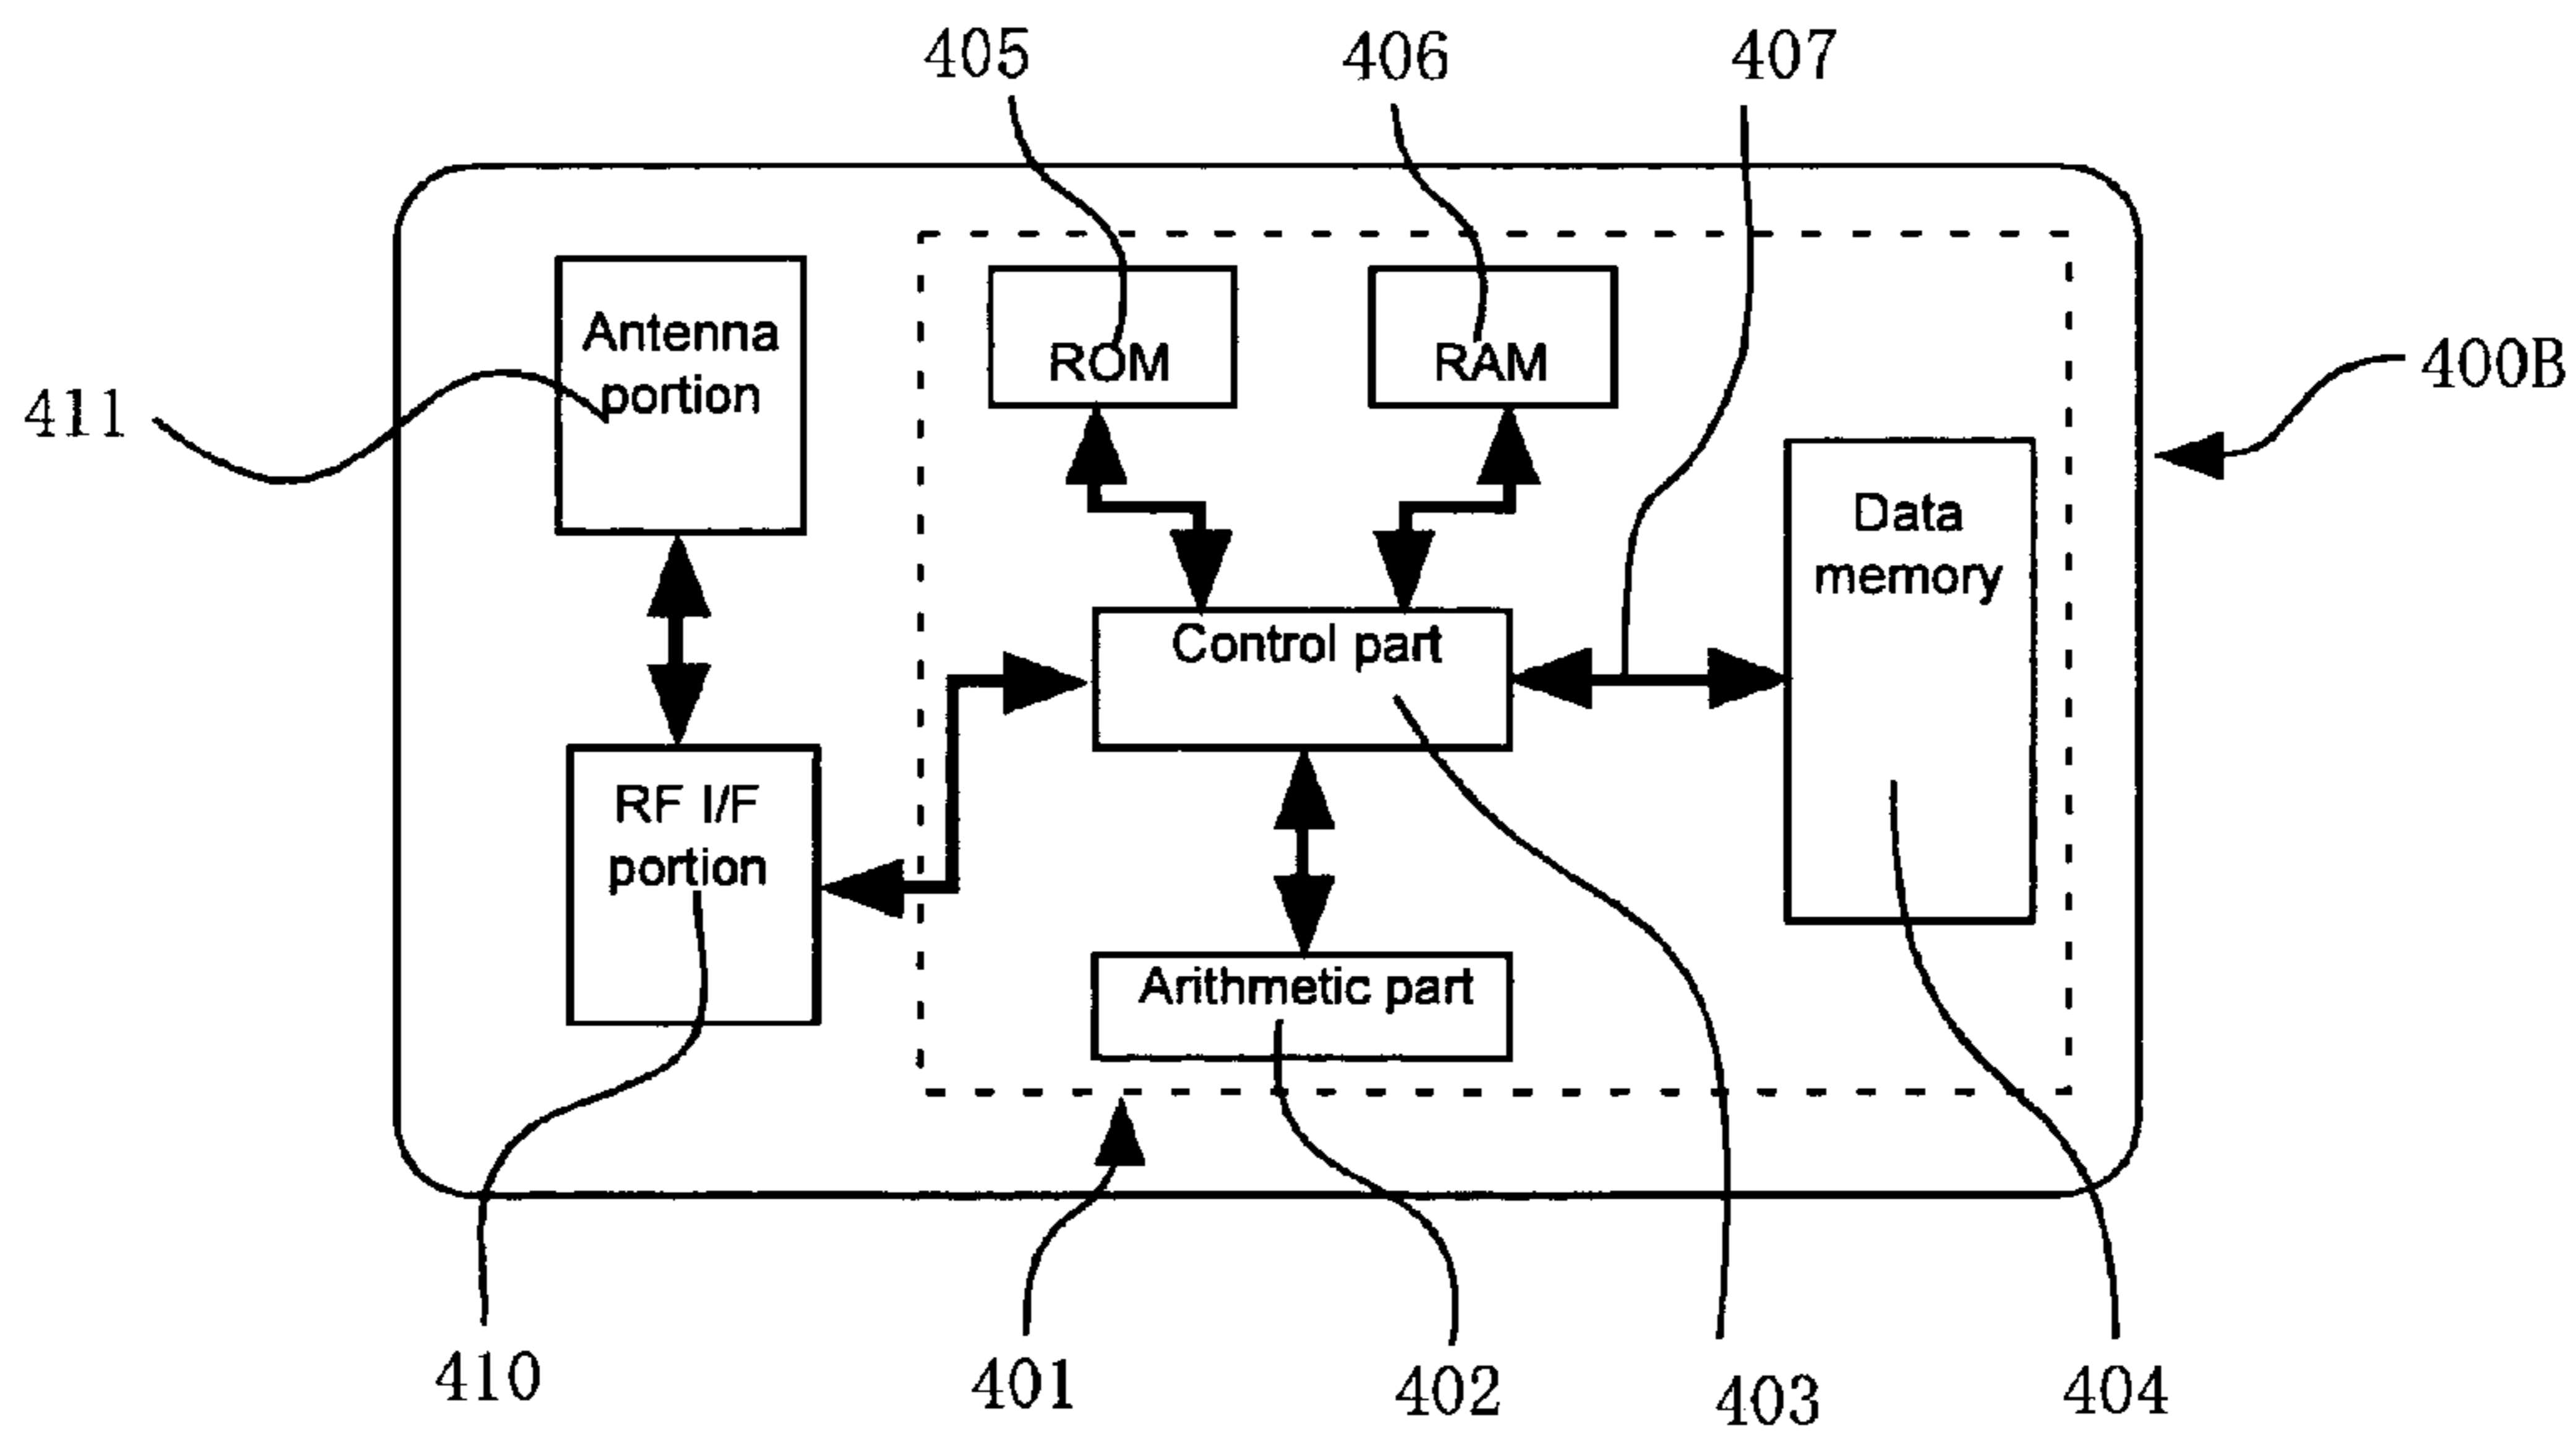 405
406
407
400B
411
Antenna
portion
ROM
RAM
Data
memory
Control part
RF I/F
portion
Arithmetic part
410
401
402
403
404